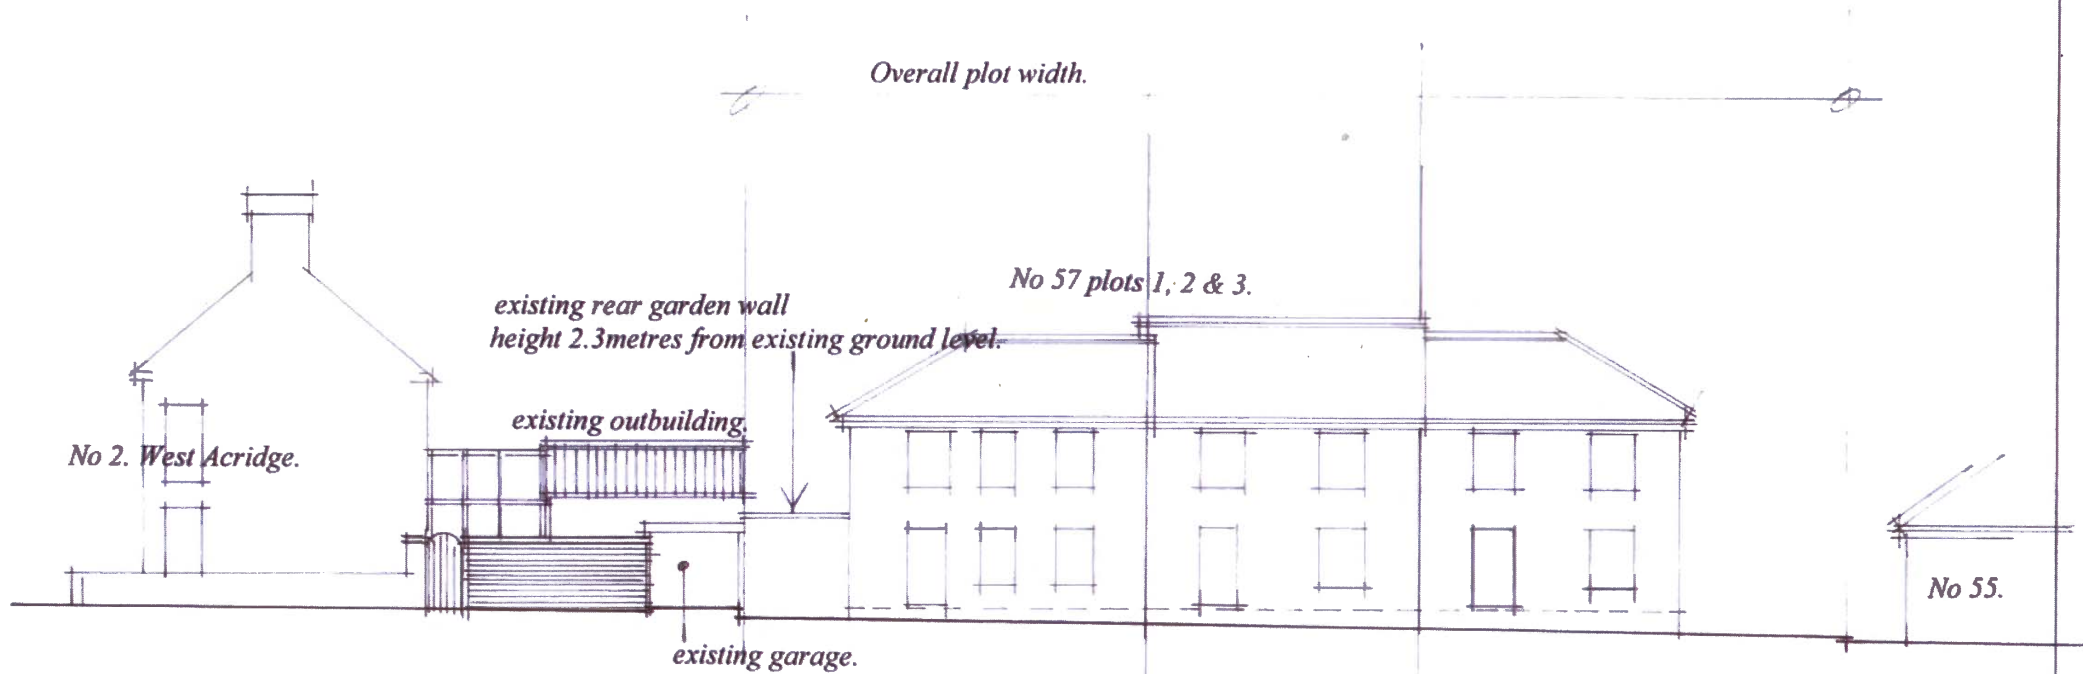 Overall plot width.
No 57 plots 1, 2 & 3.
existing rear garden wall
height 2.3metres from existing ground level.
existing outbuilding.
No 2. West Acridge.
No 55.
existing garage.